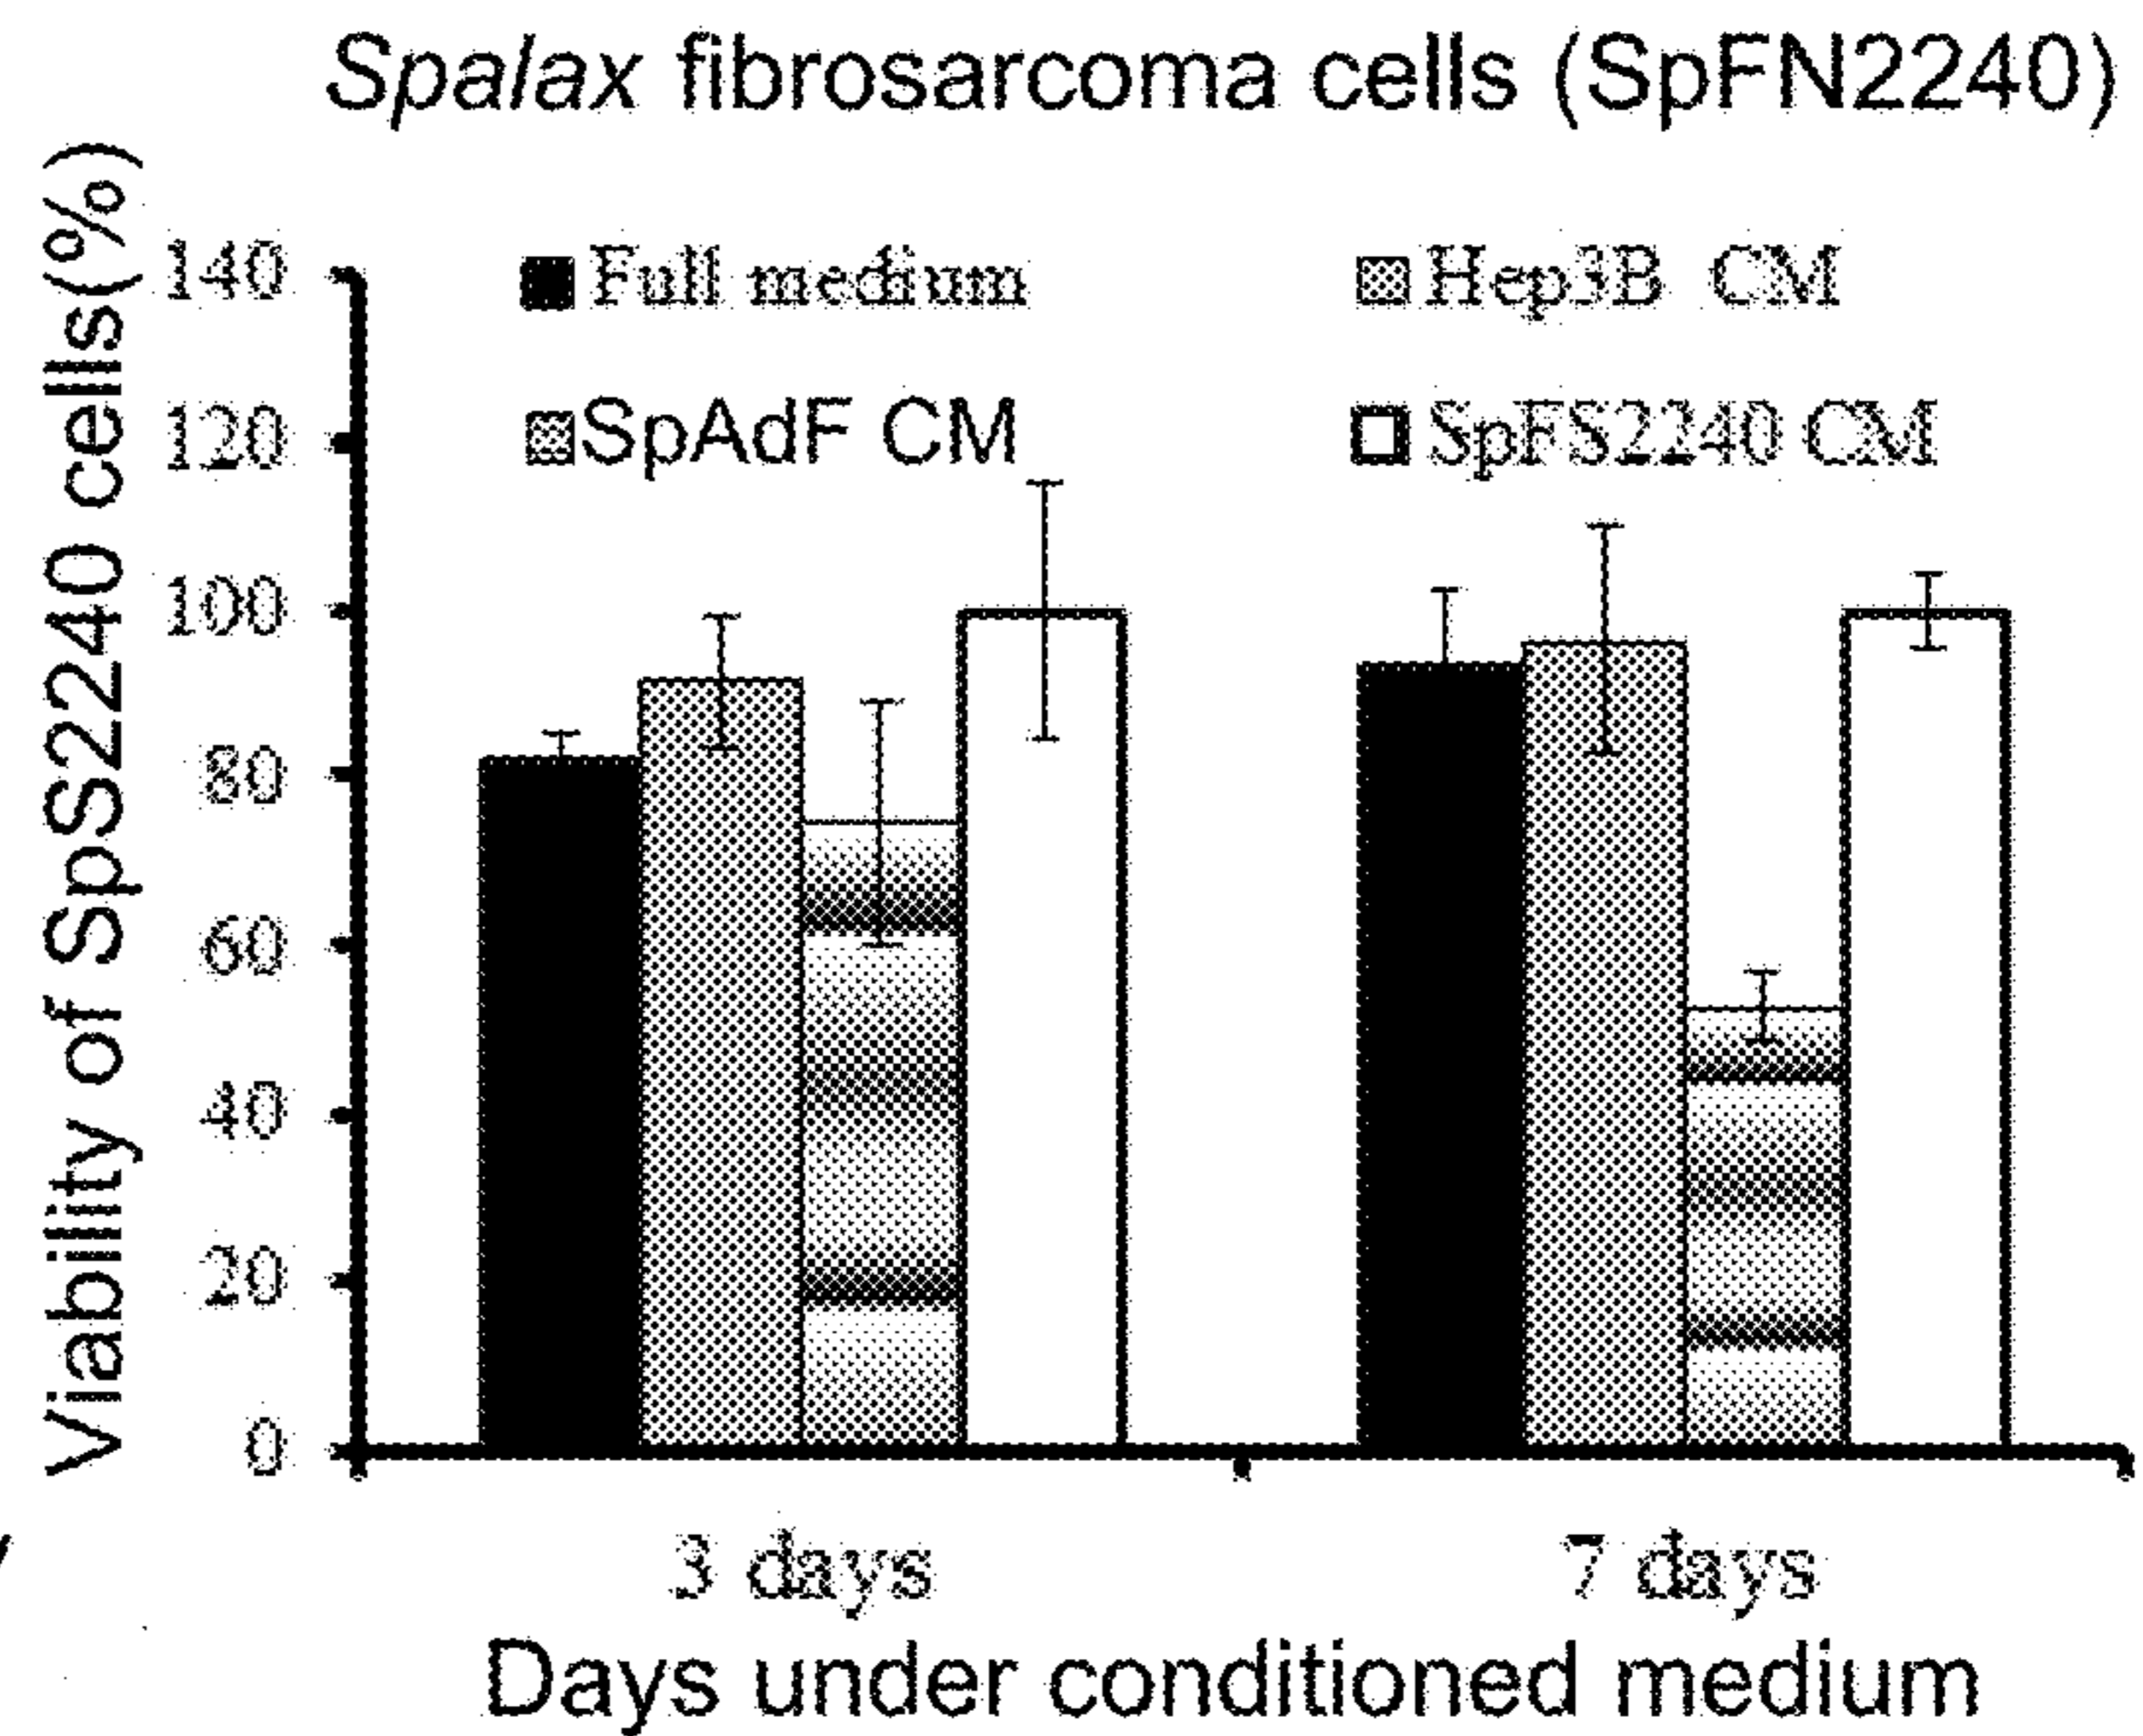 Spalax fibrosarcoma cells (SpFN2240)
Viability of SpS2240 cells(%)
140
120
100
80
60
40
20
0
Full medium
Hep3B CM
SpAdF CM
SpFS2240 CM
3 days
7 days
Days under conditioned medium